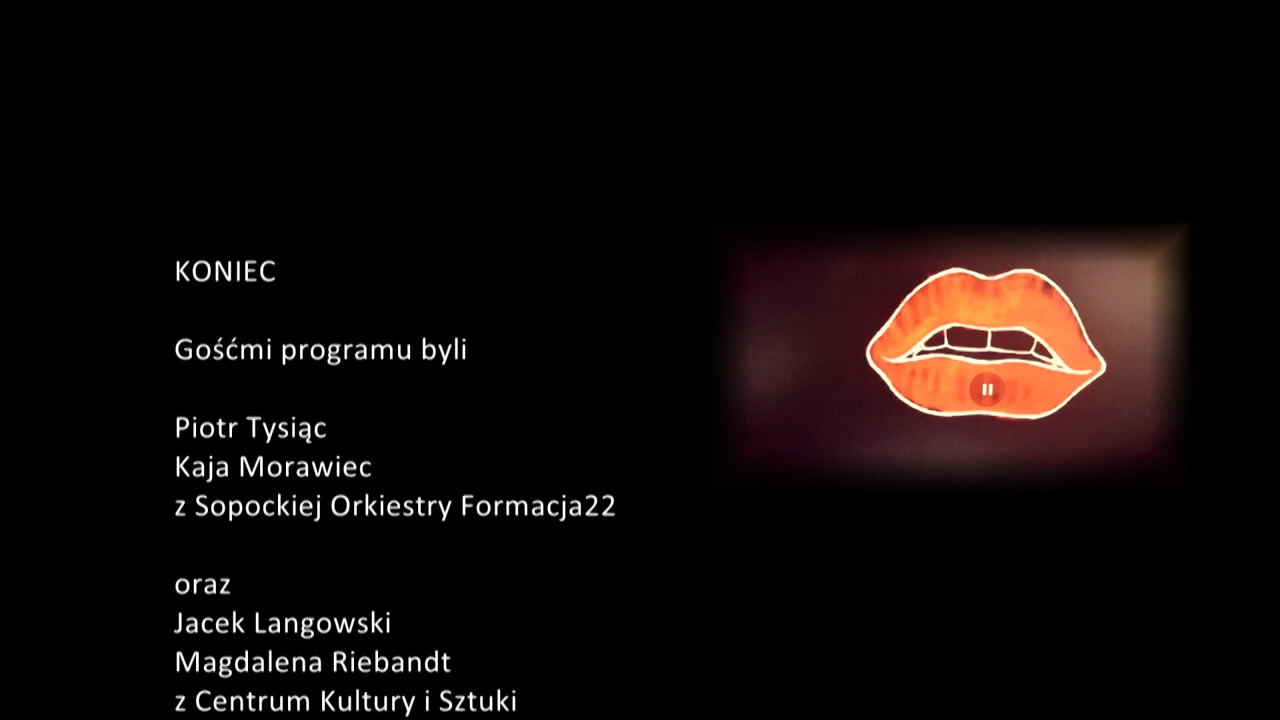 KONIEC
Gośćmi programu byli
Piotr Tysiąc
Kaja Morawiec
z Sopockiej Orkiestry Formacja22
oraz
Jacek Langowski
Magdalena Riebandt
z Centrum Kultury i Sztuki